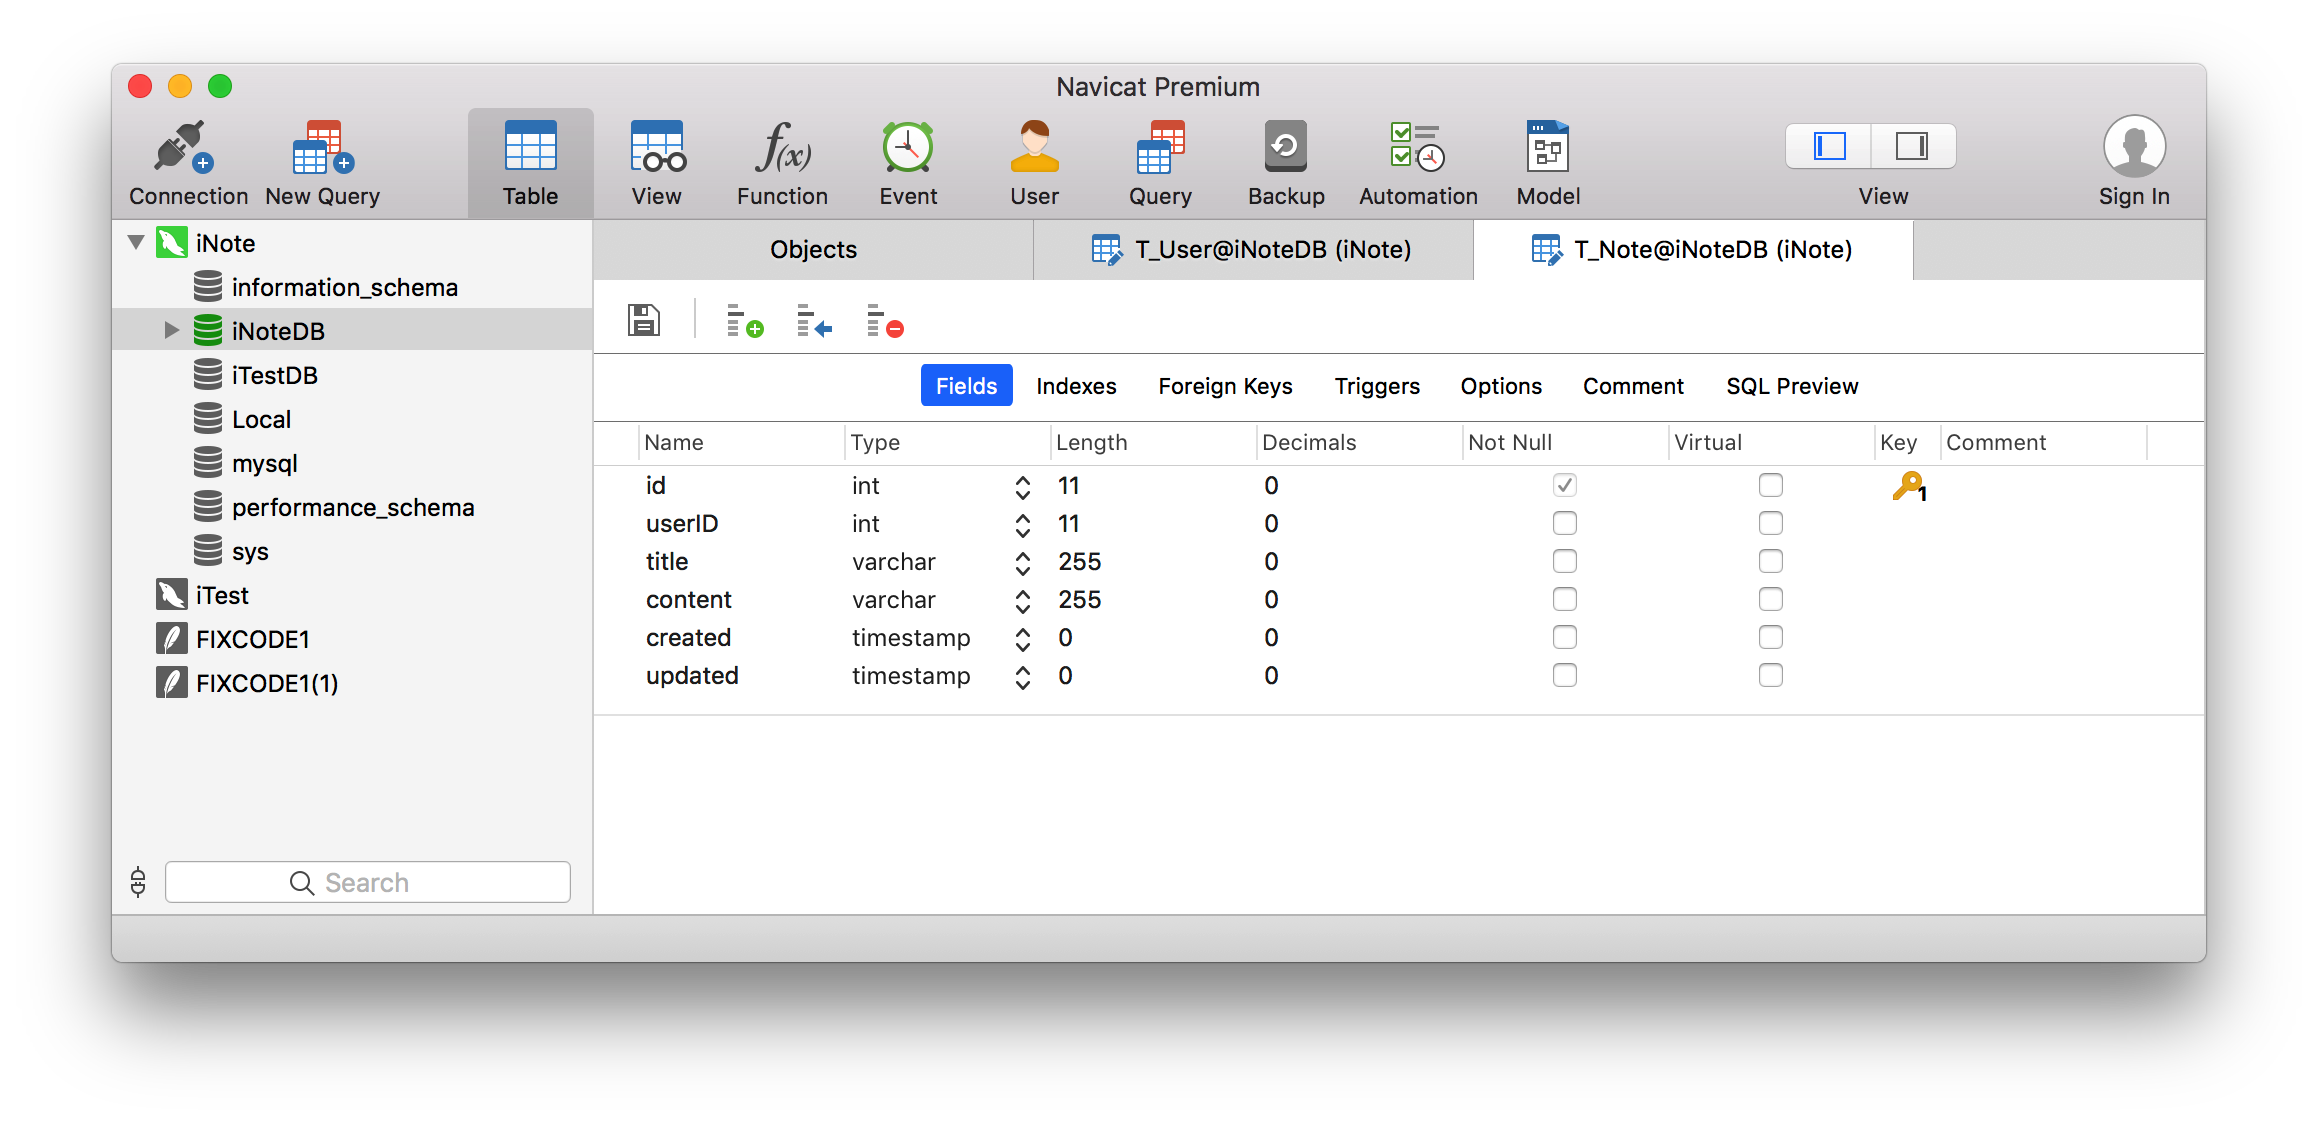 Navicat Premium
Connection New Query Table View Function Event User Query Backup Automation Model View Sign In
iNote
information_schema
iNoteDB
iTestDB
Local
mysql
performance_schema
sys
iTest
FIXCODE1
FIXCODE1(1)
Search
Objects T_User@iNoteDB (iNote) T_Note@iNoteDB (iNote)
Fields Indexes Foreign Keys Triggers Options Comment SQL Preview
Name Type Length Decimals Not Null Virtual Key Comment
id int 11 0 1
userID int 11 0
title varchar 255 0
content varchar 255 0
created timestamp 0 0
updated timestamp 0 0